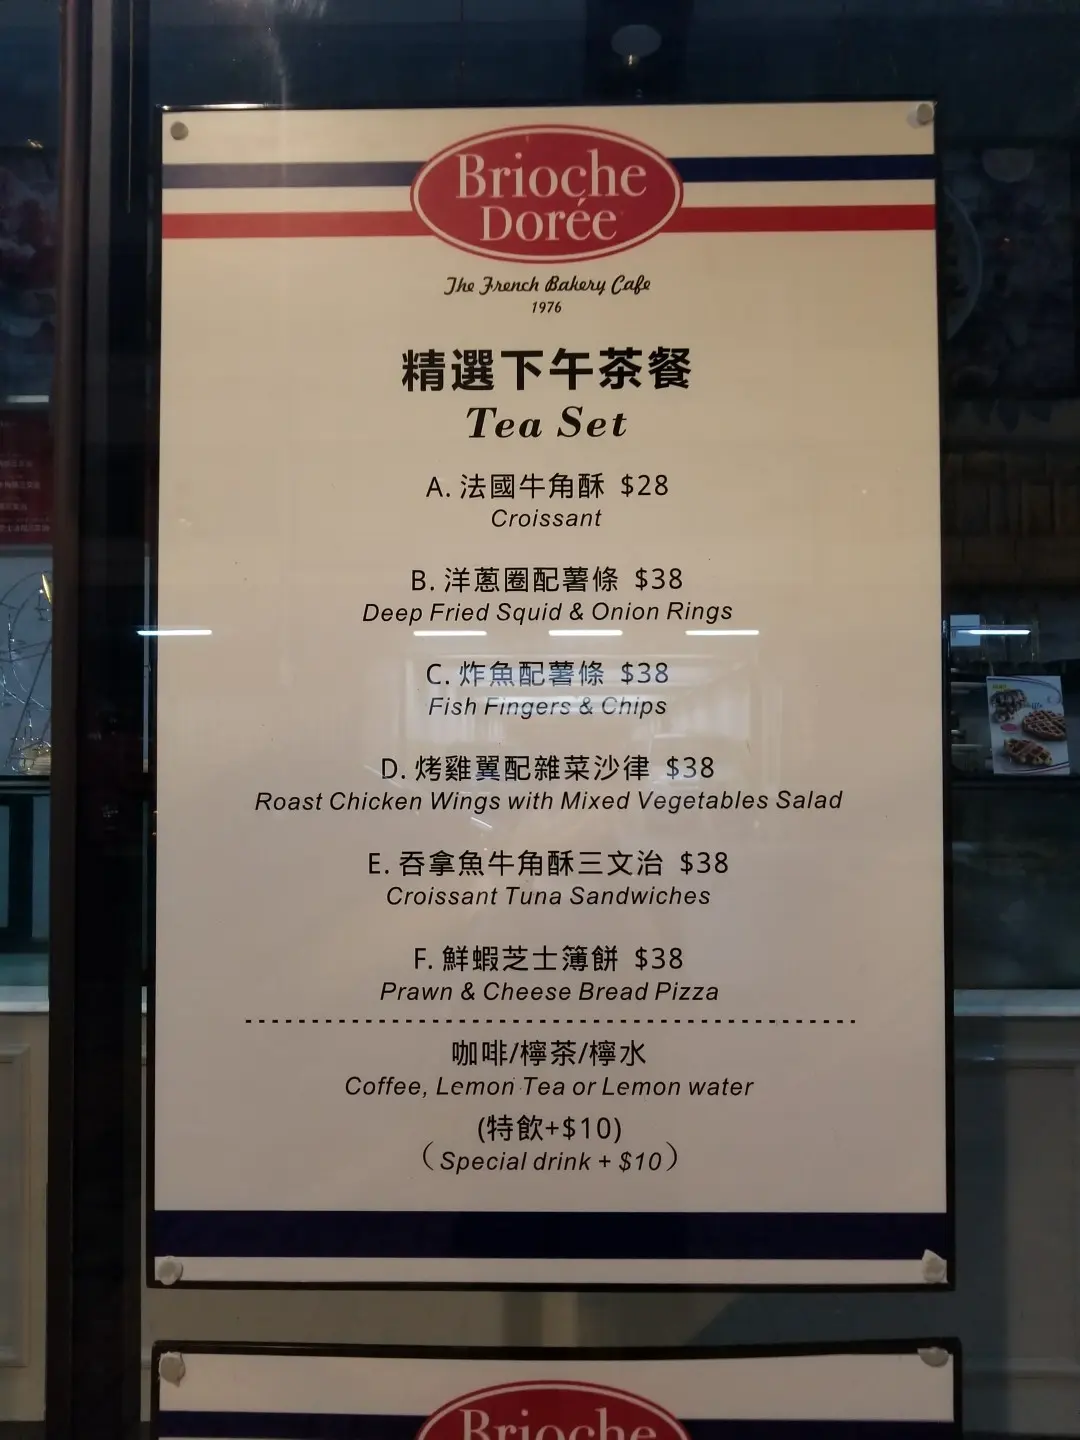 Brioche
Dorée
The French Bakery Cafe
1976
精選下午茶餐
Tea Set
A. 法國牛角酥 $28
Croissant
B. 洋蔥圈配薯條 $38
Deep Fried Squid & Onion Rings
C. 炸魚配薯條 $38
Fish Fingers & Chips
D. 烤雞翼配雜菜沙律 $38
Roast Chicken Wings with Mixed Vegetables Salad
E. 吞拿魚牛角酥三文治 $38
Croissant Tuna Sandwiches
F. 鮮蝦芝士簿餅 $38
Prawn & Cheese Bread Pizza
咖啡/檸茶/檸水
Coffee, Lemon Tea or Lemon water
(特飲+$10)
（Special drink + $10）
Brioche